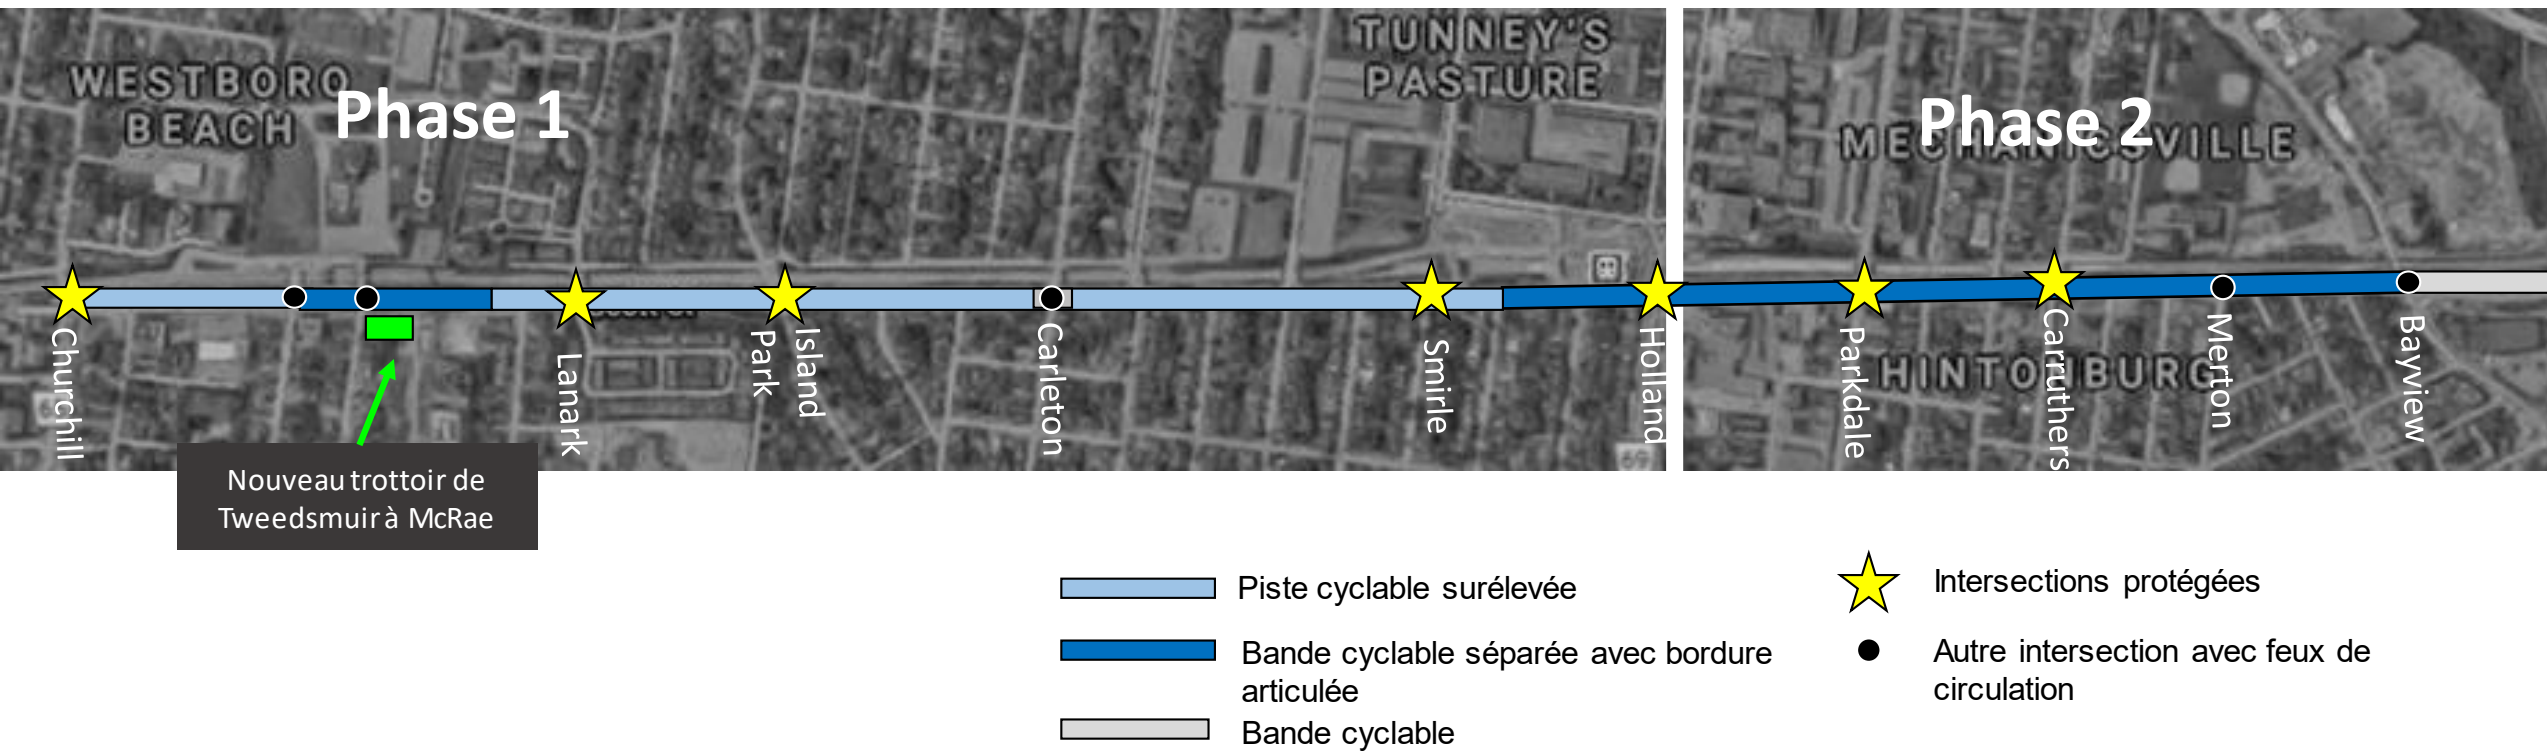 WESTBORO
BEACH
Phase 1
TUNNEY'S
PASTURE
Phase 2
MECHANICSVILLE
HINTONBURG
Churchill
Lanark
Island
Park
Carleton
Smirle
Holland
Parkdale
Carruthers
Merton
Bayview
69
Nouveau trottoir de
Tweedsmuir à McRae
Piste cyclable surélevée
Bande cyclable séparée avec bordure
articulée
Bande cyclable
Intersections protégées
Autre intersection avec feux de
circulation